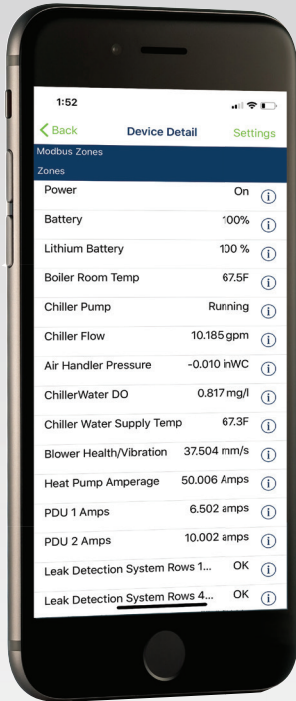 1:52
Back Device Detail Settings
Modbus Zones
Zones
Power On
Battery 100%
Lithium Battery 100 %
Boiler Room Temp 67.5F
Chiller Pump Running
Chiller Flow 10.185 gpm
Air Handler Pressure -0.010 inWC
ChillerWater DO 0.817 mg/l
Chiller Water Supply Temp 67.3F
Blower Health/Vibration 37.504 mm/s
Heat Pump Amperage 50.006 Amps
PDU 1 Amps 6.502 amps
PDU 2 Amps 10.002 amps
Leak Detection System Rows 1... OK
Leak Detection System Rows 4... OK